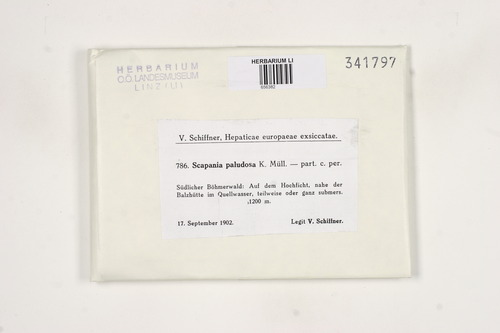 HERBARIUM
O.Ö. LANDESMUSEUM
LINZ/LI
HERBARIUM LI
341797
V. Schiffner, Hepaticae europaeae exsiccatae.
786. Scapania paludosa K. Müll. — part. c. per.
Südlicher Böhmerwald: Auf dem Hochficht, nahe der
Balzhütte im Quellwasser, teilweise oder ganz submers.
1200 m.
17. September 1902. Legit V. Schiffner.